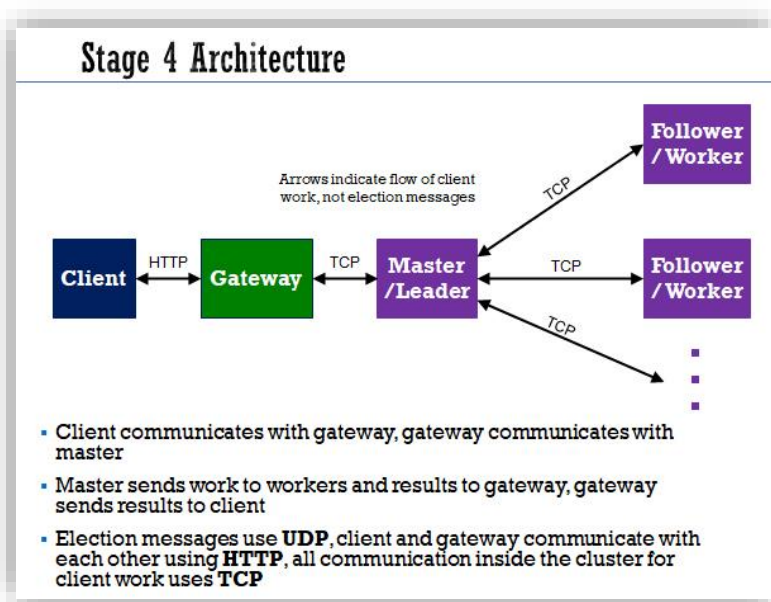 Stage 4 Architecture
Follower
/Worker
Arrows indicate flow of client
work, not election messages
TCP
Client
HTTP
Gateway
TCP
Master
/Leader
TCP
Follower
/Worker
TCP
▪ Client communicates with gateway, gateway communicates with
master
▪ Master sends work to workers and results to gateway, gateway
sends results to client
▪ Election messages use UDP, client and gateway communicate with
each other using HTTP, all communication inside the cluster for
client work uses TCP